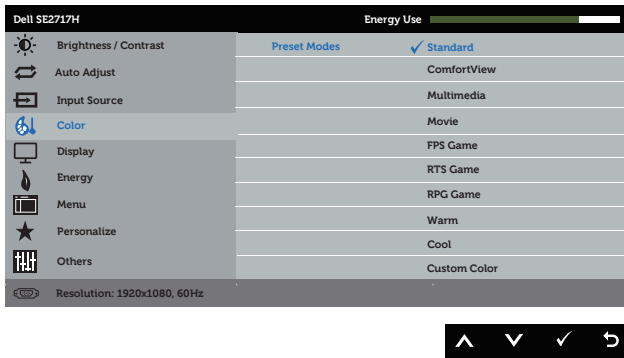 Dell SE2717H Energy Use
Brightness / Contrast Preset Modes Standard
Auto Adjust ComfortView
Input Source Multimedia
Color Movie
Display FPS Game
Energy RTS Game
Menu RPG Game
Personalize Warm
Cool
Others Custom Color
Resolution: 1920x1080, 60Hz